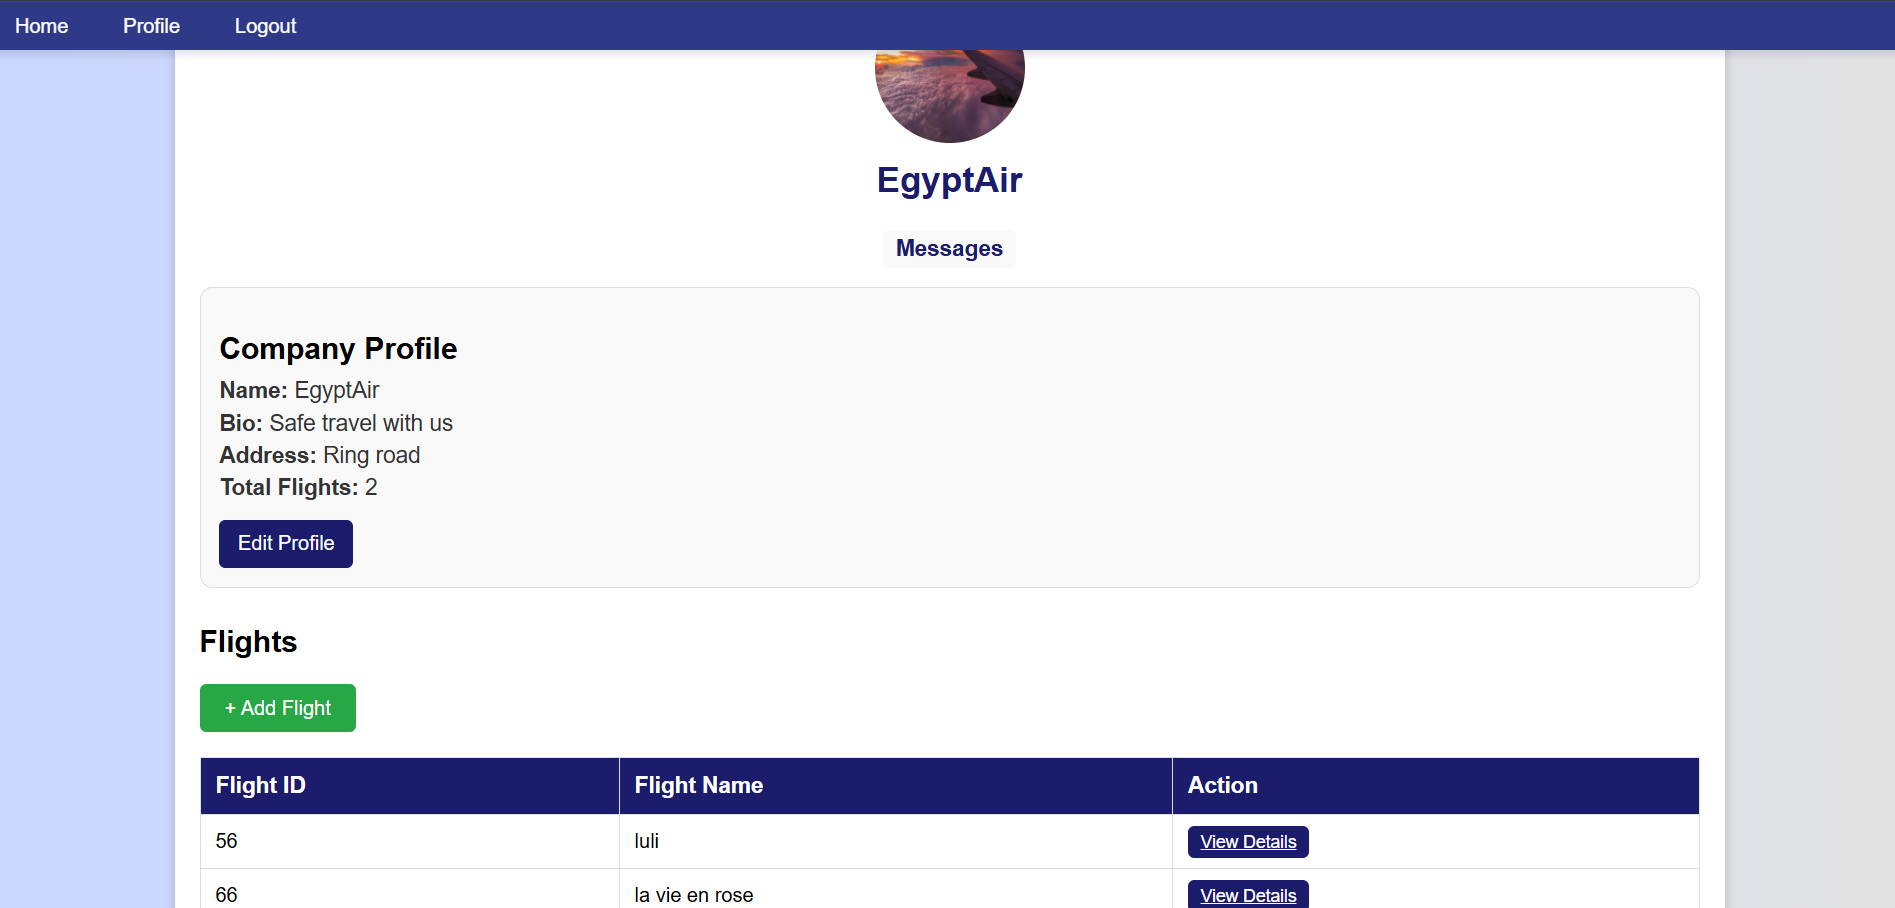 Home Profile Logout
EgyptAir
Messages
Company Profile
Name: EgyptAir
Bio: Safe travel with us
Address: Ring road
Total Flights: 2
Edit Profile
Flights
+ Add Flight
Flight ID Flight Name Action
56 luli View Details
66 la vie en rose View Details